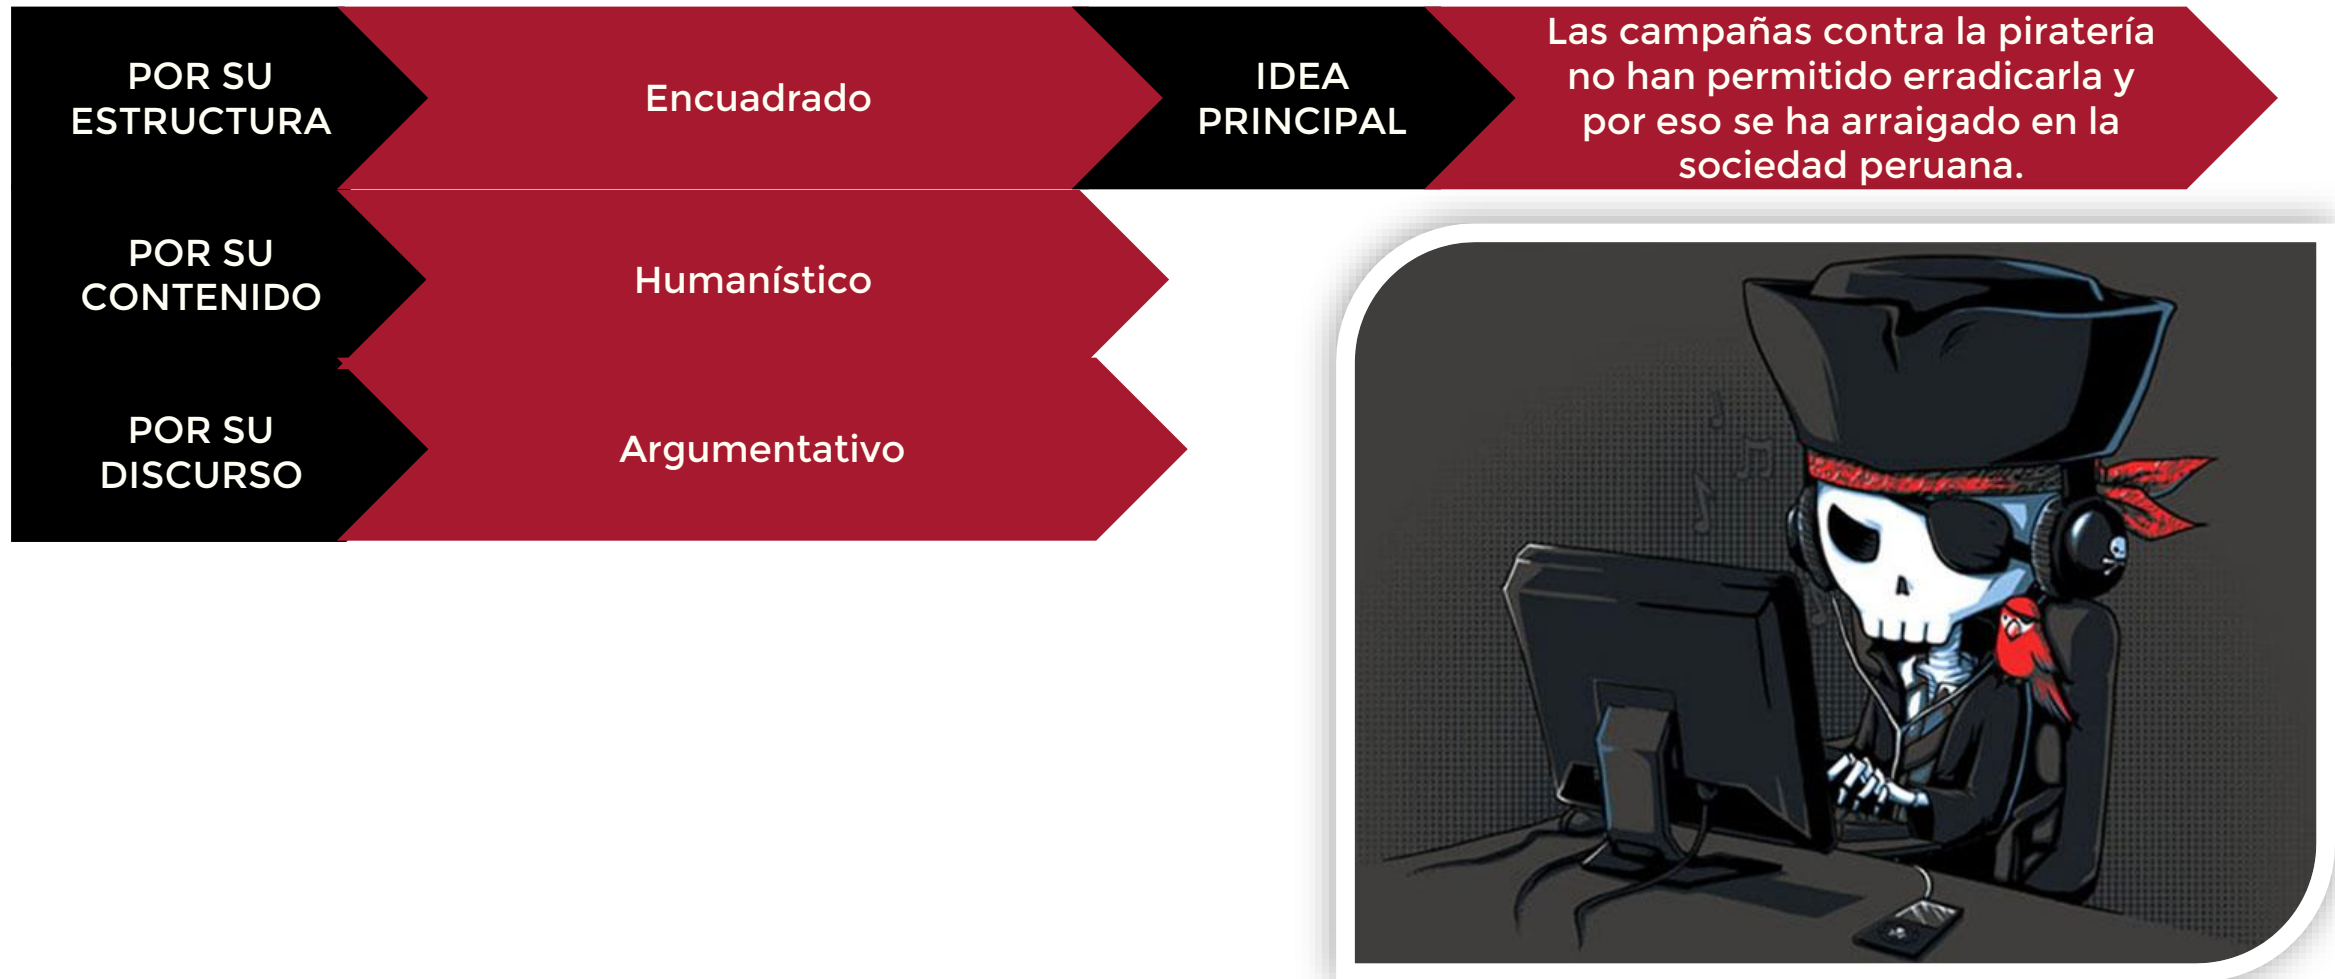 POR SU
ESTRUCTURA
Encuadrado
IDEA
PRINCIPAL
Las campañas contra la piratería
no han permitido erradicarla y
por eso se ha arraigado en la
sociedad peruana.
POR SU
CONTENIDO
Humanístico
POR SU
DISCURSO
Argumentativo